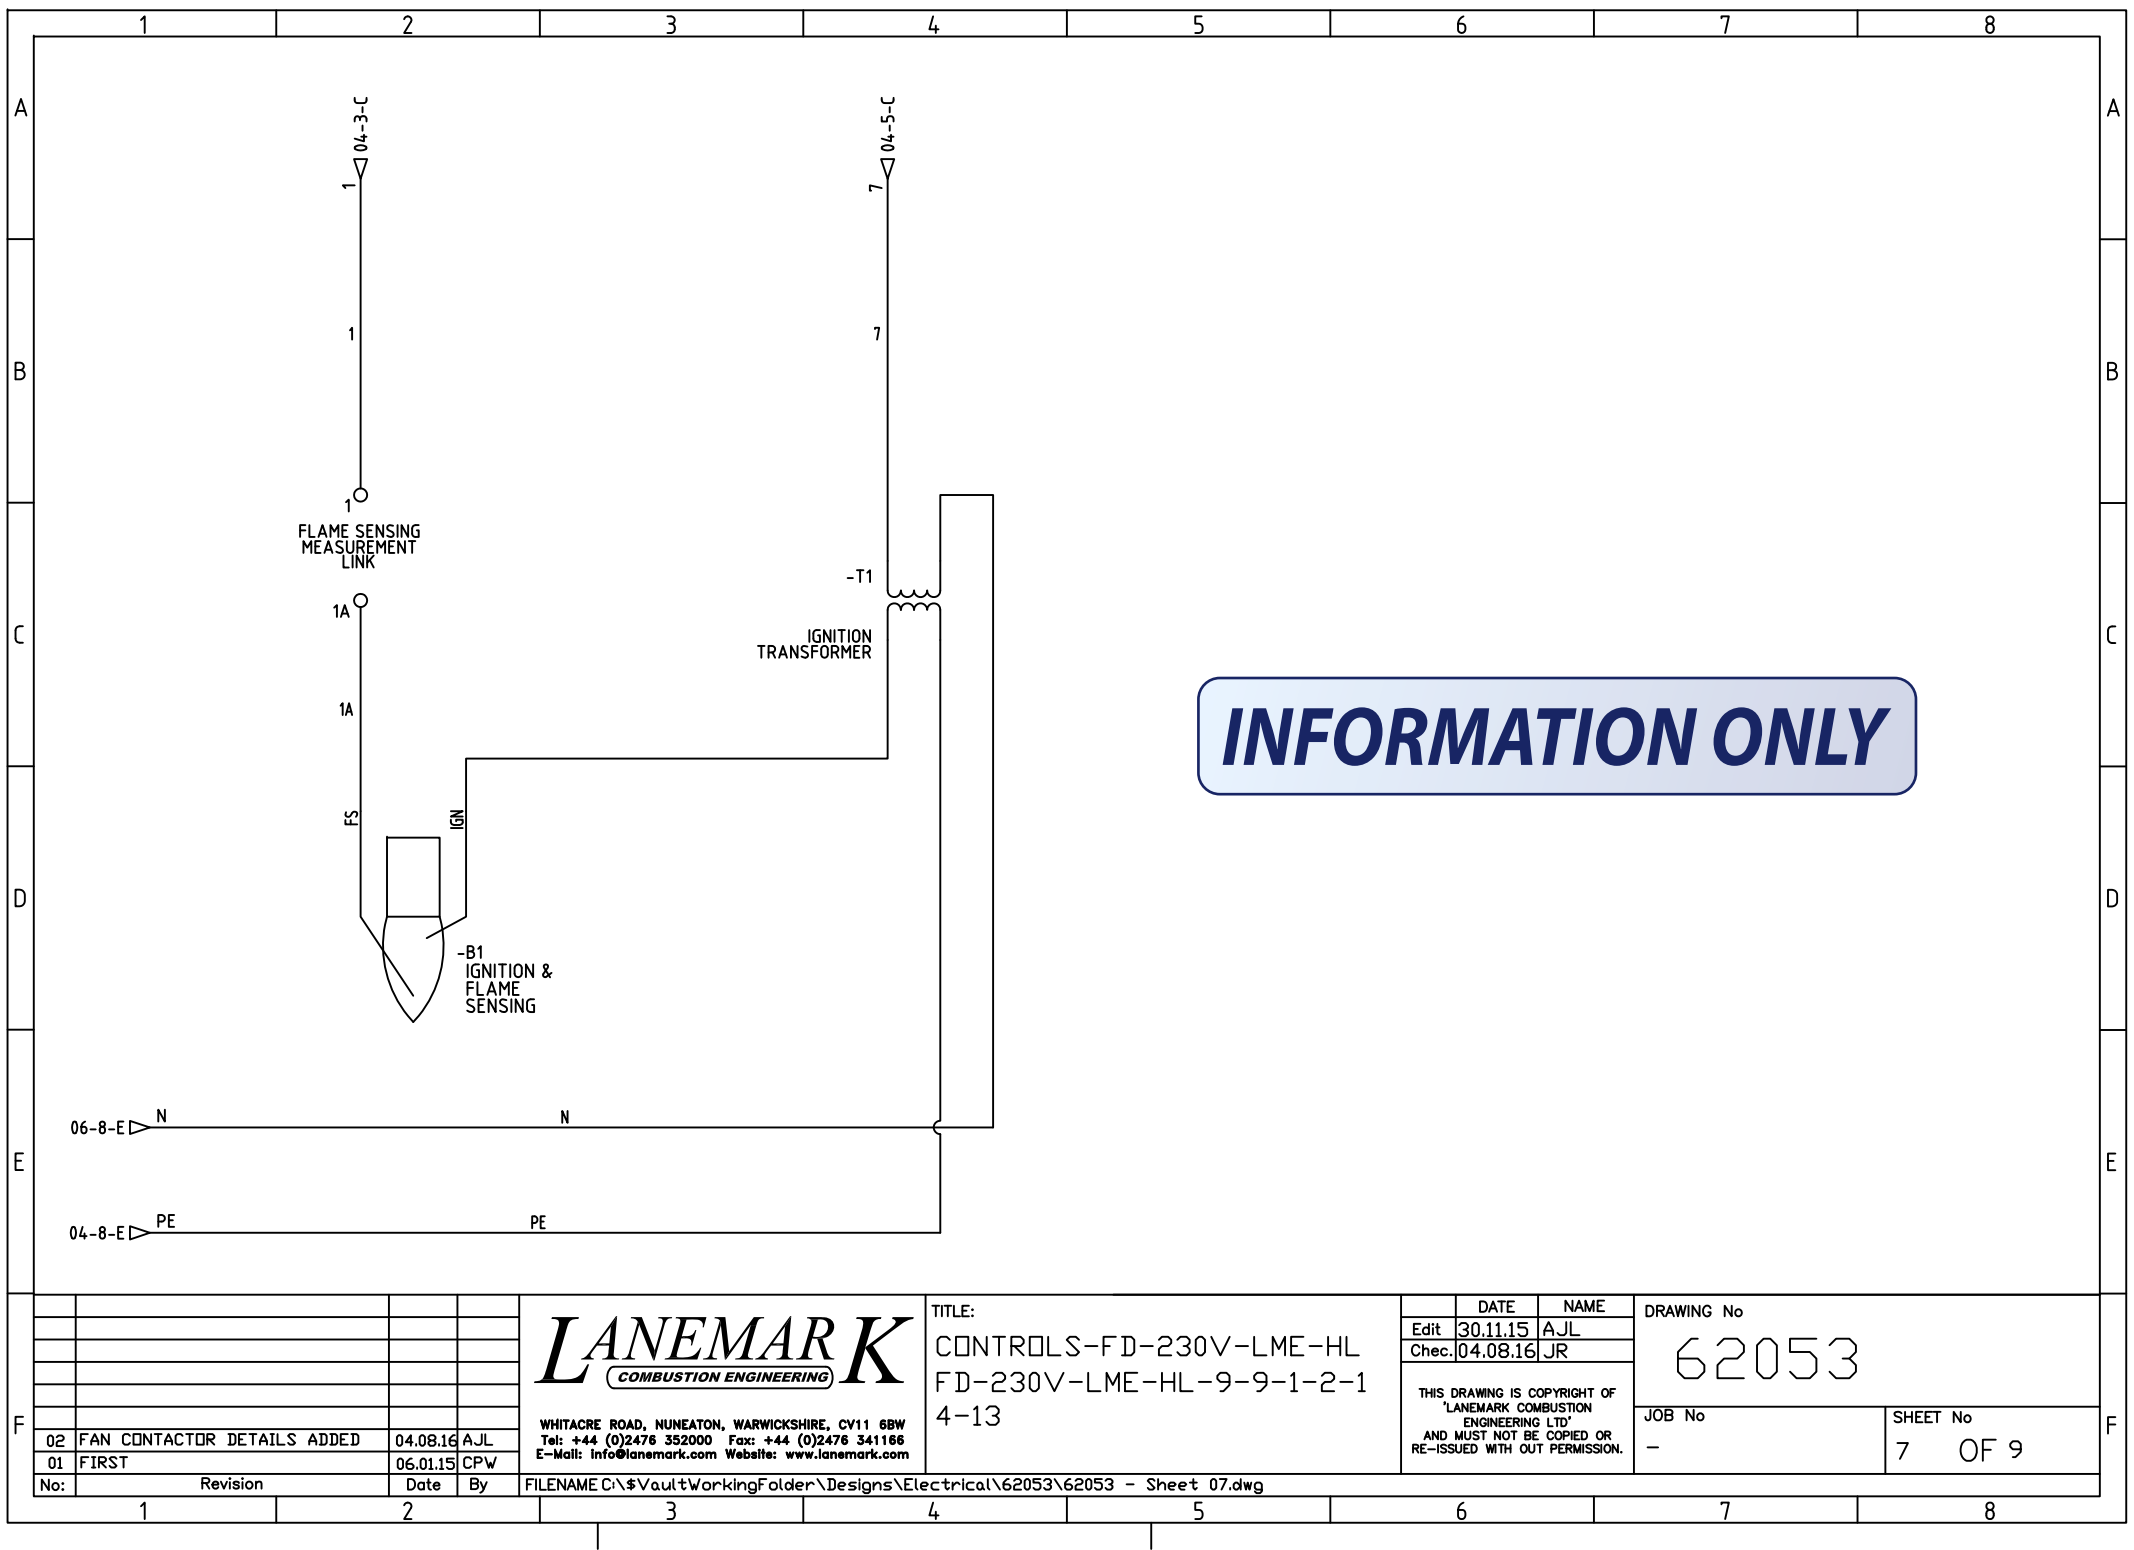 1 2 3 4 5 6 7 8
A A
04-3-C
04-5-C
1
7
1
7
B B
1
FLAME SENSING
MEASUREMENT
LINK
-T1
1A
IGNITION
TRANSFORMER
C C
1A
INFORMATION ONLY
FS
IGN
D D
-B1
IGNITION &
FLAME
SENSING
N
N
06-8-E
E E
PE
PE
04-8-E
F F
LANEMARK
COMBUSTION ENGINEERING
WHITACRE ROAD, NUNEATON, WARWICKSHIRE, CV11 6BW
Tel: +44 (0)2476 352000 Fax: +44 (0)2476 341166
E-Mail: info@lanemark.com Website: www.lanemark.com
TITLE:
CONTROLS-FD-230V-LME-HL
FD-230V-LME-HL-9-9-1-2-1
4-13
DATE NAME
Edit 30.11.15 AJL
Chec. 04.08.16 JR
THIS DRAWING IS COPYRIGHT OF
'LANEMARK COMBUSTION
ENGINEERING LTD'
AND MUST NOT BE COPIED OR
RE-ISSUED WITH OUT PERMISSION.
DRAWING No
62053
JOB No
-
SHEET No
7 OF 9
02 FAN CONTACTOR DETAILS ADDED 04.08.16 AJL
01 FIRST 06.01.15 CPW
No: Revision Date By
FILENAME C:\$VaultWorkingFolder\Designs\Electrical\62053\62053 - Sheet 07.dwg
1 2 3 4 5 6 7 8